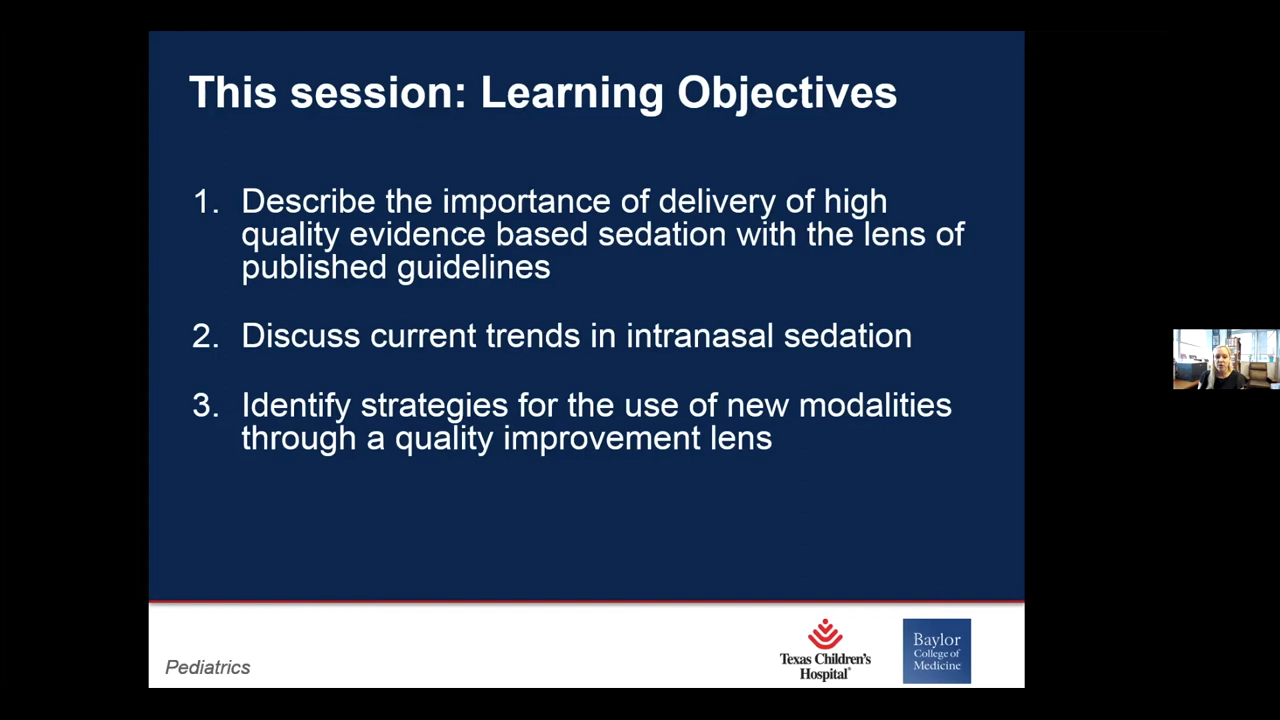 This session: Learning Objectives
1. Describe the importance of delivery of high
quality evidence based sedation with the lens of
published guidelines
2. Discuss current trends in intranasal sedation
3. Identify strategies for the use of new modalities
through a quality improvement lens
Pediatrics
Texas Children's
Hospital®
Baylor
College of
Medicine